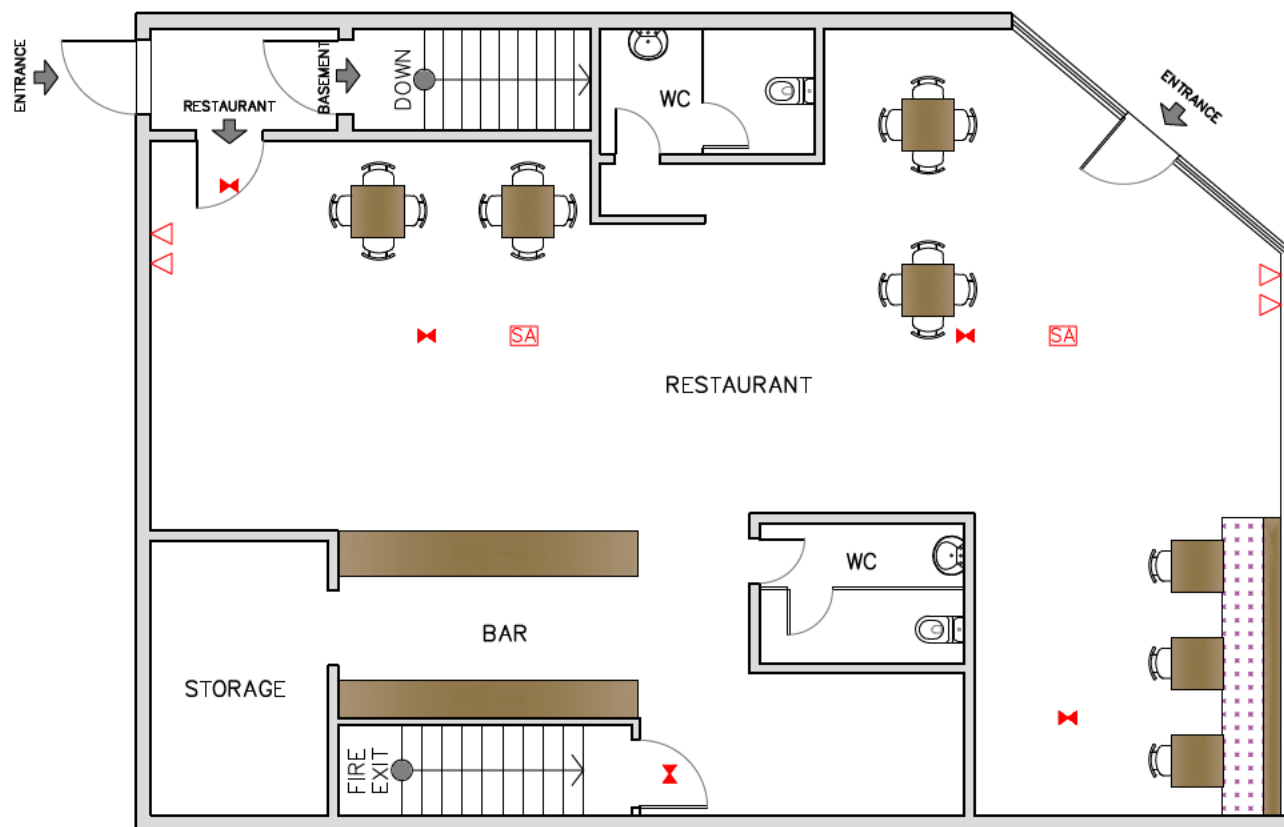 ENTRANCE
RESTAURANT
BASEMENT
DOWN
WC
ENTRANCE
SA
SA
RESTAURANT
WC
BAR
STORAGE
FIRE
EXIT